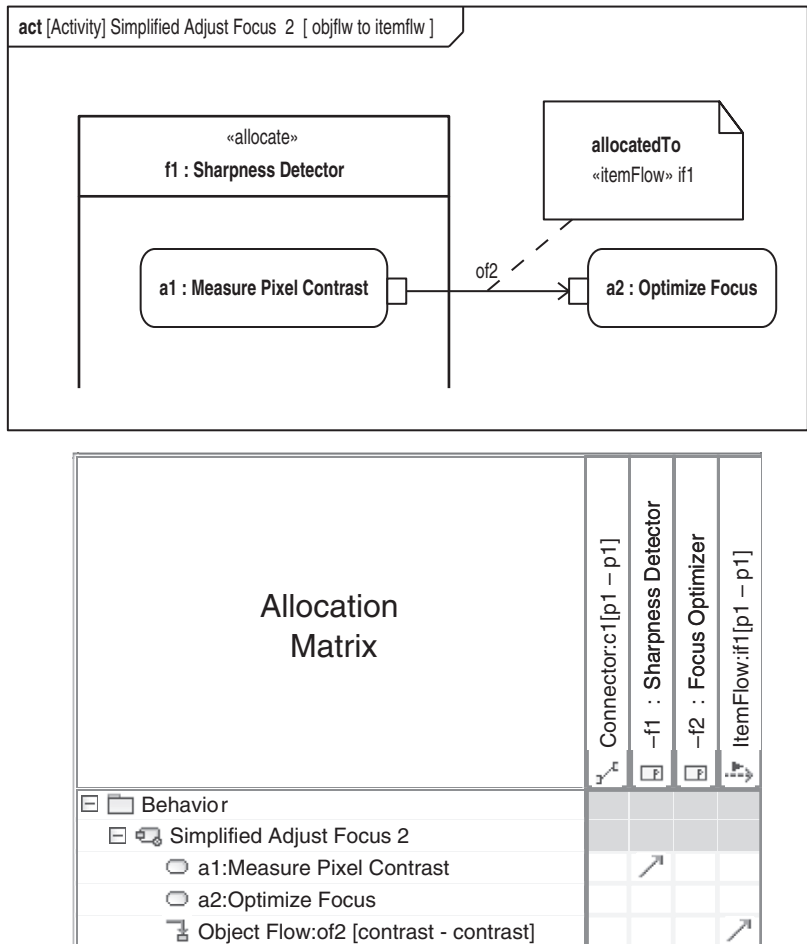 act [Activity] Simplified Adjust Focus 2 [ objflw to itemflw ]
«allocate»
f1 : Sharpness Detector
allocatedTo
«itemFlow» if1
a1 : Measure Pixel Contrast
of2
a2 : Optimize Focus
Allocation
Matrix
Connector:c1[p1 – p1]
–f1 : Sharpness Detector
–f2 : Focus Optimizer
ItemFlow:if1[p1 – p1]
Behavior
Simplified Adjust Focus 2
a1:Measure Pixel Contrast
a2:Optimize Focus
Object Flow:of2 [contrast - contrast]